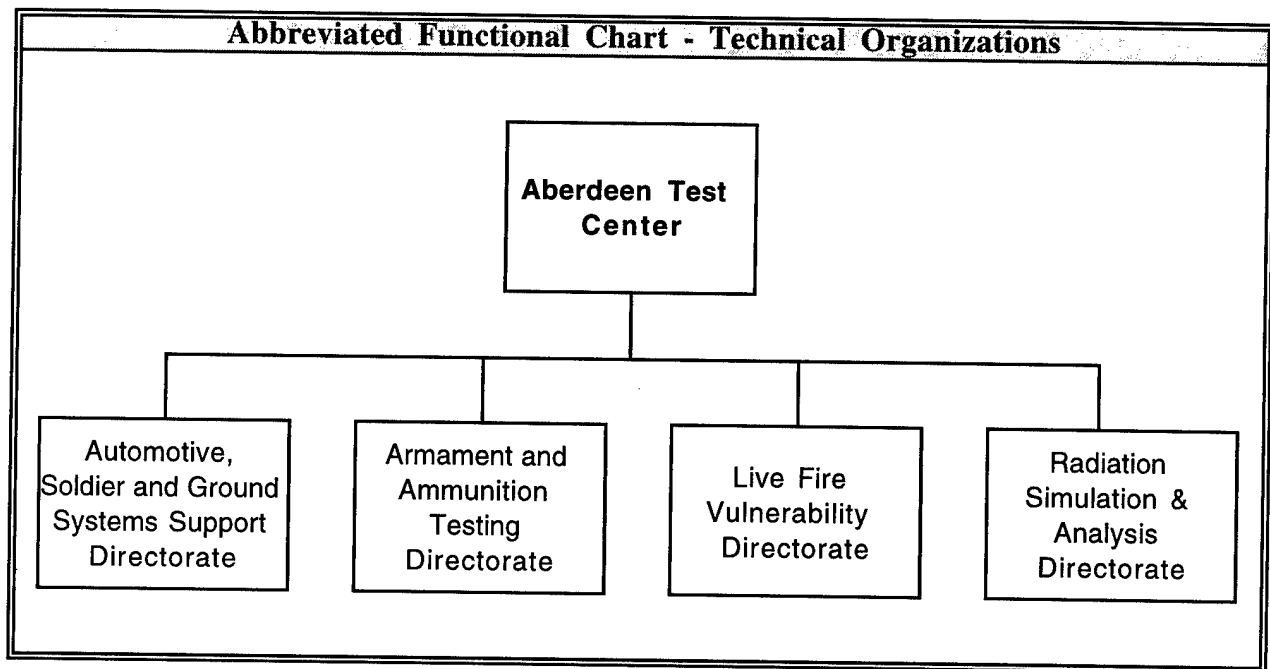 Abbreviated Functional Chart - Technical Organizations
Aberdeen Test
Center
Automotive,
Soldier and Ground
Systems Support
Directorate
Armament and
Ammunition
Testing
Directorate
Live Fire
Vulnerability
Directorate
Radiation
Simulation &
Analysis
Directorate